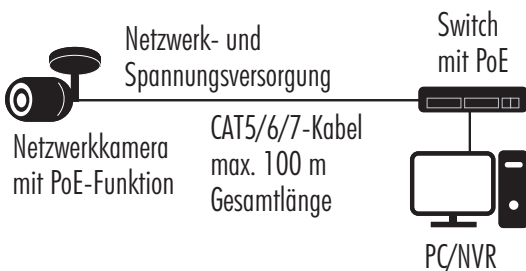 Netzwerk- und
Spannungsversorgung
Switch
mit PoE
Netzwerkkamera
mit PoE-Funktion
CAT5/6/7-Kabel
max. 100 m
Gesamtlänge
PC/NVR